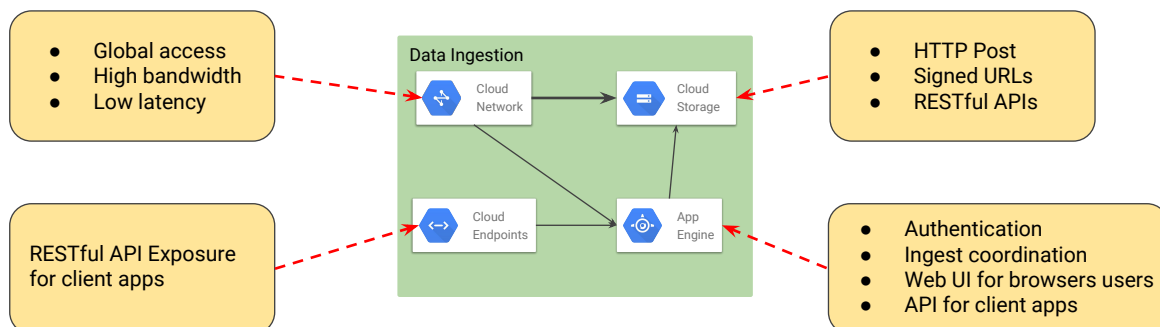 ● Global access
● High bandwidth
● Low latency
Data Ingestion
Cloud
Network
Cloud
Storage
● HTTP Post
● Signed URLs
● RESTful APIs
RESTful API Exposure
for client apps
Cloud
Endpoints
App
Engine
● Authentication
● Ingest coordination
● Web UI for browsers users
● API for client apps